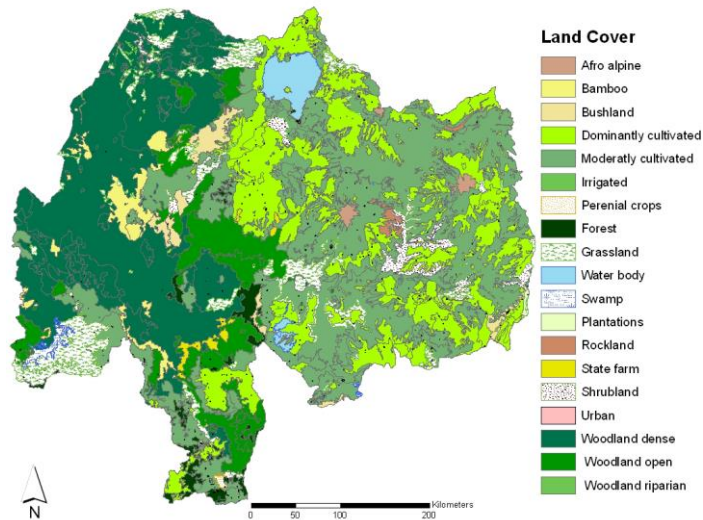 Land Cover
Afro alpine
Bamboo
Bushland
Dominantly cultivated
Moderatly cultivated
Irrigated
Perenial crops
Forest
Grassland
Water body
Swamp
Plantations
Rockland
State farm
Shrubland
Urban
Woodland dense
Woodland open
Woodland riparian
N
Kilometers
0 50 100 200